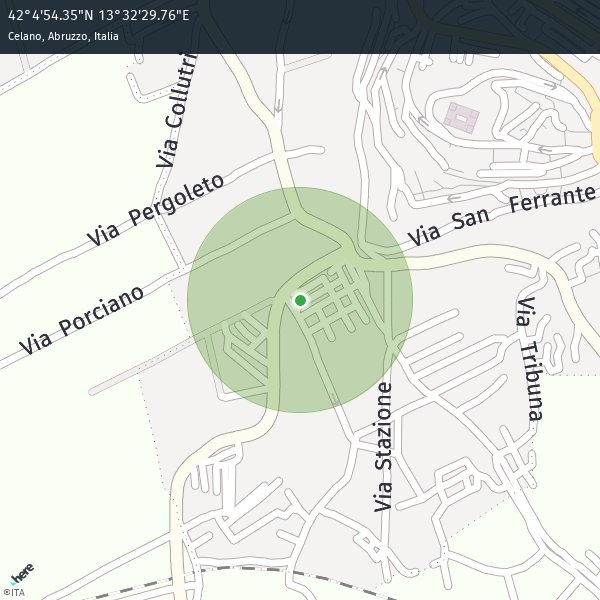 42°4'54.35"N 13°32'29.76"E
Celano, Abruzzo, Italia
Via Collutri
Via Pergoleto
Via San Ferrante
Via Porciano
Via Tribuna
Via Stazione
here
©ITA